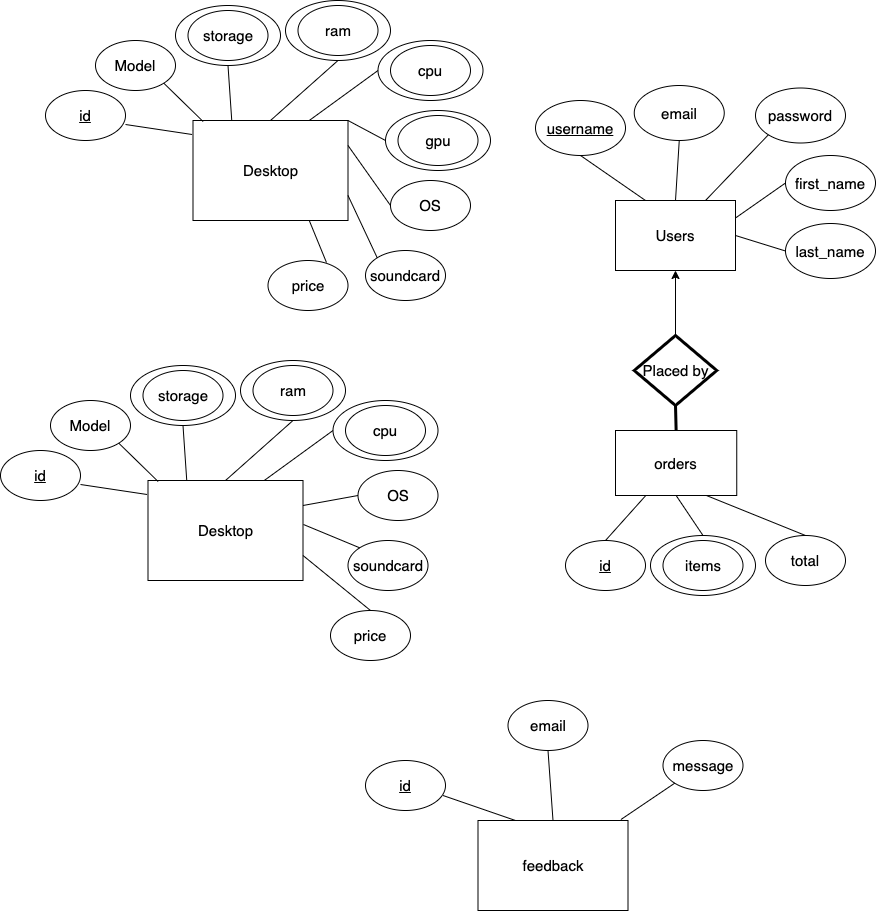 storage
ram
Model
cpu
id
gpu
Desktop
OS
soundcard
price
username
email
password
first_name
last_name
Users
Placed by
orders
id
items
total
storage
ram
Model
cpu
id
OS
Desktop
soundcard
price
email
message
id
feedback